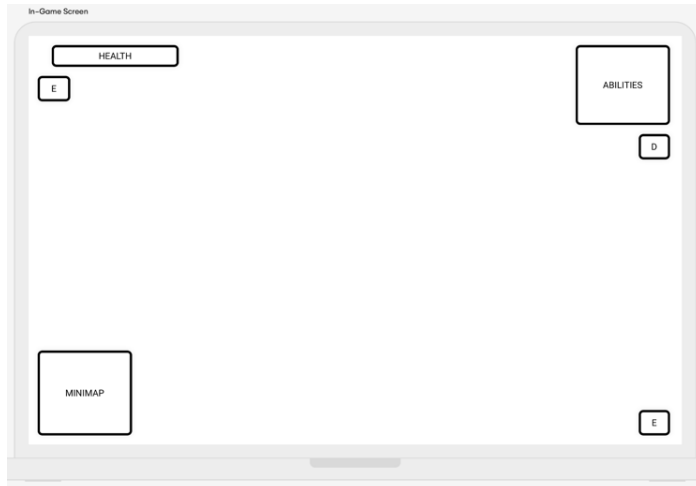 In-Game Screen
HEALTH
ABILITIES
E
D
MINIMAP
E